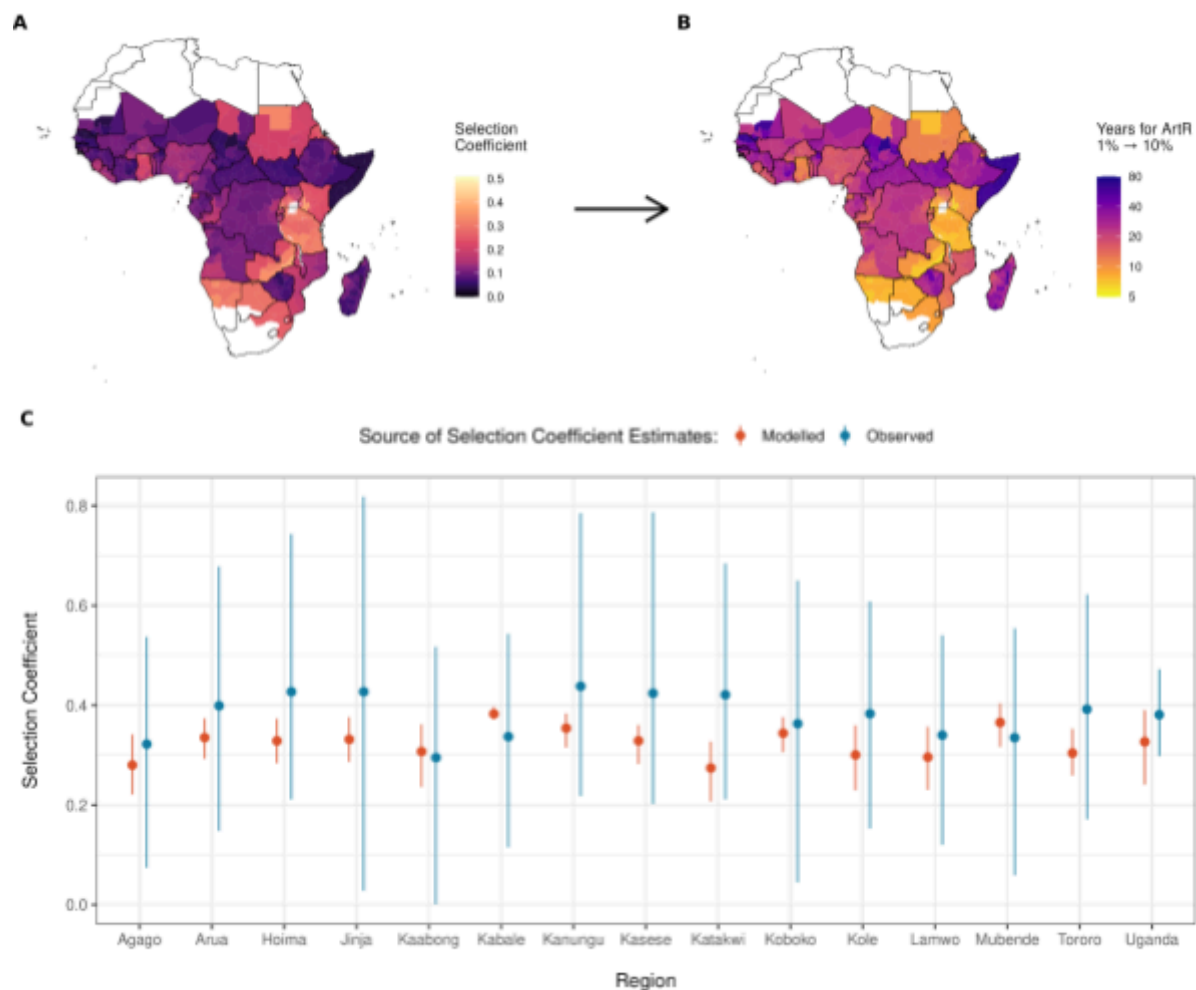 A
B
Selection
Coefficient
0.5
0.4
0.3
0.2
0.1
0.0
Years for ArtR
1% → 10%
80
40
20
10
5
C
Source of Selection Coefficient Estimates: Modelled Observed
Selection Coefficient
0.8
0.6
0.4
0.2
0.0
Agago Arua Hoima Jinja Kaabong Kabale Kanungu Kasese Katakwi Koboko Kole Lamwo Mubende Tororo Uganda
Region